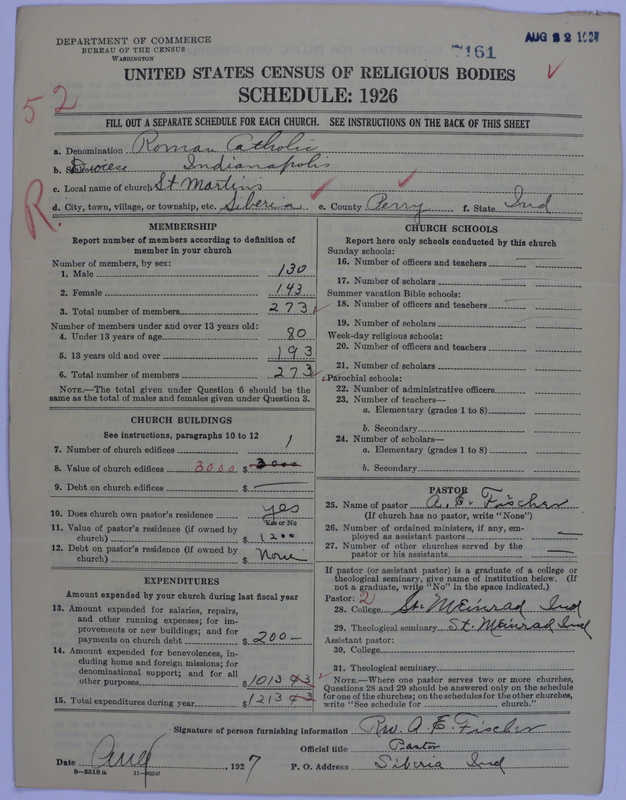 DEPARTMENT OF COMMERCE
BUREAU OF THE CENSUS
WASHINGTON
7161
AUG 22 1927
UNITED STATES CENSUS OF RELIGIOUS BODIES
SCHEDULE: 1926
52
R.
FILL OUT A SEPARATE SCHEDULE FOR EACH CHURCH. SEE INSTRUCTIONS ON THE BACK OF THIS SHEET
a. Denomination Roman Catholic
b. Diocese Indianapolis
c. Local name of church St Martins
d. City, town, village, or township, etc. Siberia e. County Perry f. State Ind
MEMBERSHIP
Report number of members according to definition of
member in your church
Number of members, by sex:
1. Male 130
2. Female 143
3. Total number of members 273
Number of members under and over 13 years old:
4. Under 13 years of age 80
5. 13 years old and over 193
6. Total number of members 273
NOTE.—The total given under Question 6 should be the
same as the total of males and females given under Question 3.
CHURCH BUILDINGS
See instructions, paragraphs 10 to 12
7. Number of church edifices 1
8. Value of church edifices 3000 $ 3000
9. Debt on church edifices $
10. Does church own pastor's residence yes
Yes or No
11. Value of pastor's residence (if owned by
church) $ 1200
12. Debt on pastor's residence (if owned by
church) $ None
EXPENDITURES
Amount expended by your church during last fiscal year
13. Amount expended for salaries, repairs,
and other running expenses; for im-
provements or new buildings; and for
payments on church debt $ 200-
14. Amount expended for benevolences, in-
cluding home and foreign missions; for
denominational support; and for all
other purposes $ 1013 43
15. Total expenditures during year $ 1213 43
CHURCH SCHOOLS
Report here only schools conducted by this church
Sunday schools:
16. Number of officers and teachers
17. Number of scholars
Summer vacation Bible schools:
18. Number of officers and teachers
19. Number of scholars
Week-day religious schools:
20. Number of officers and teachers
21. Number of scholars
Parochial schools:
22. Number of administrative officers
23. Number of teachers—
a. Elementary (grades 1 to 8)
b. Secondary
24. Number of scholars—
a. Elementary (grades 1 to 8)
b. Secondary
PASTOR
25. Name of pastor A. E. Fischer
(If church has no pastor, write "None")
26. Number of ordained ministers, if any, em-
ployed as assistant pastors —
27. Number of other churches served by the
pastor or his assistants —
If pastor (or assistant pastor) is a graduate of a college or
theological seminary, give name of institution below. (If
not a graduate, write "No" in the space indicated.)
Pastor: 2
28. College St. Meinrad Ind
29. Theological seminary St. Meinrad Ind
Assistant pastor:
30. College
31. Theological seminary
NOTE.—Where one pastor serves two or more churches,
Questions 28 and 29 should be answered only on the schedule
for one of the churches; on the schedules for the other churches,
write "See schedule for church."
Signature of person furnishing information Rev. A E. Fischer
Official title Pastor
Date Aug , 1927 P. O. Address Siberia Ind
8-5518a